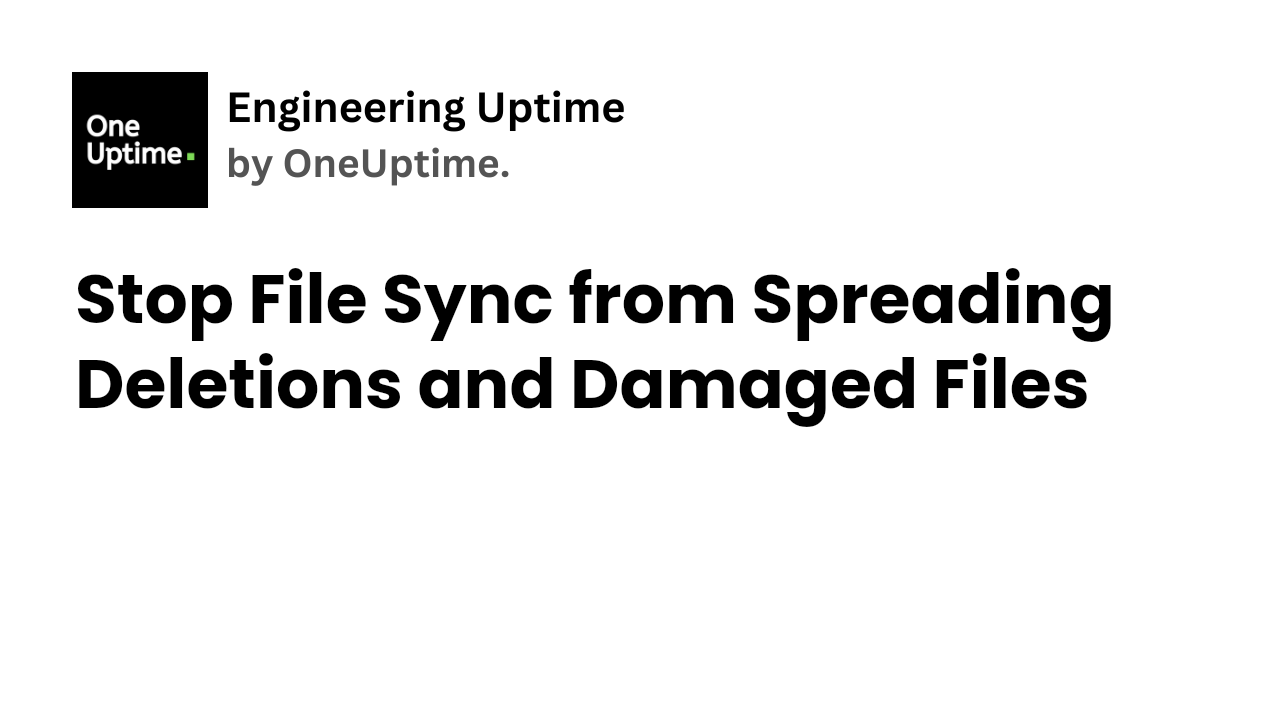 One
Uptime
Engineering Uptime
by OneUptime.
Stop File Sync from Spreading
Deletions and Damaged Files